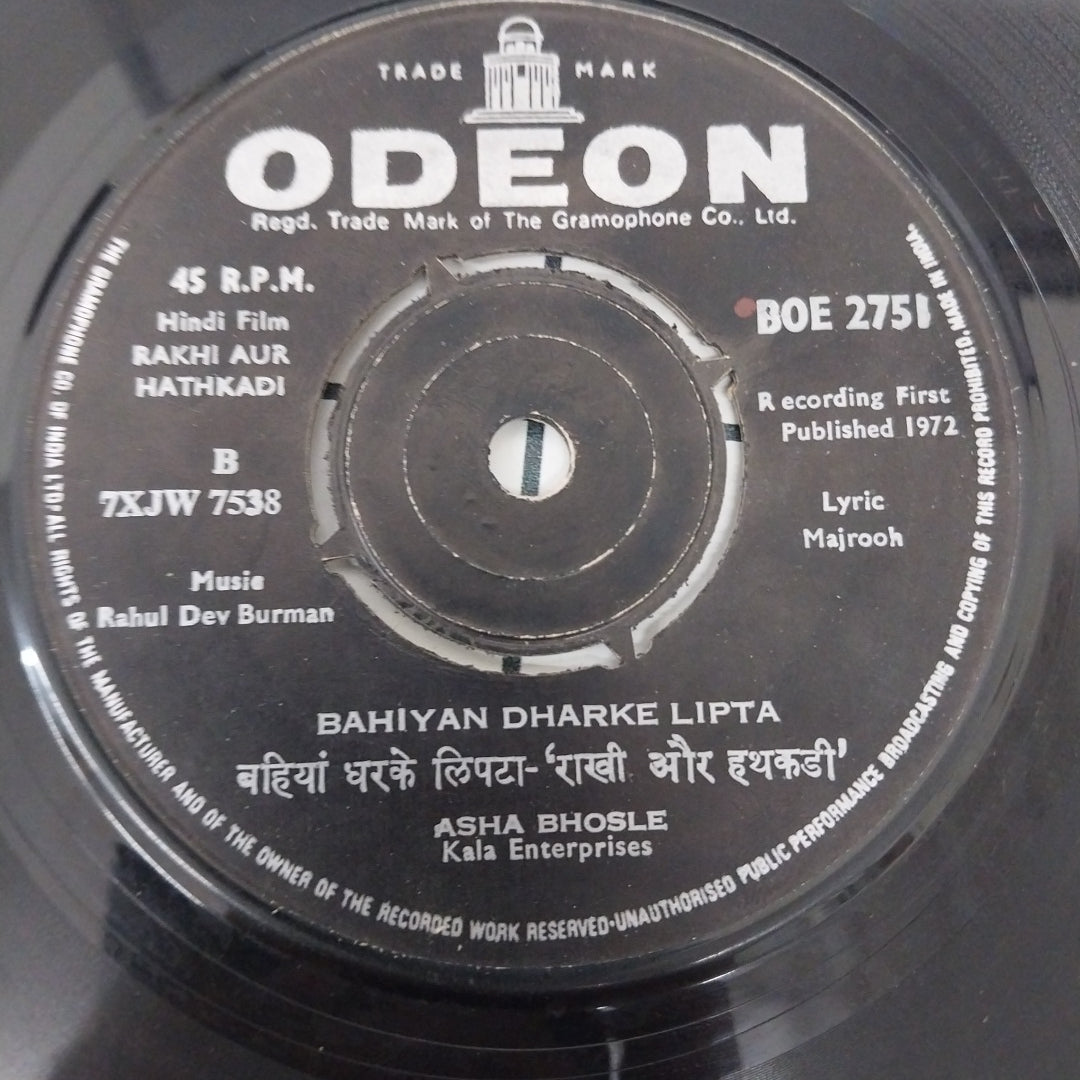 TRADE MARK
ODEON
Regd. Trade Mark of The Gramophone Co., Ltd.
45 R.P.M.
Hindi Film
RAKHI AUR
HATHKADI
B
7XJW 7538
Music
Rahul Dev Burman
BOE 2751
Recording First
Published 1972
Lyric
Majrooh
BAHIYAN DHARKE LIPTA
बहियां धरके लिपटा-‘राखी और हथकडी’
ASHA BHOSLE
Kala Enterprises
THE GRAMOPHONE CO. OF INDIA LTD. ALL RIGHTS OF THE MANUFACTURER AND OF THE OWNER OF THE RECORDED WORK RESERVED·UNAUTHORISED PUBLIC PERFORMANCE BROADCASTING AND COPYING OF THIS RECORD PROHIBITED. MADE IN INDIA.